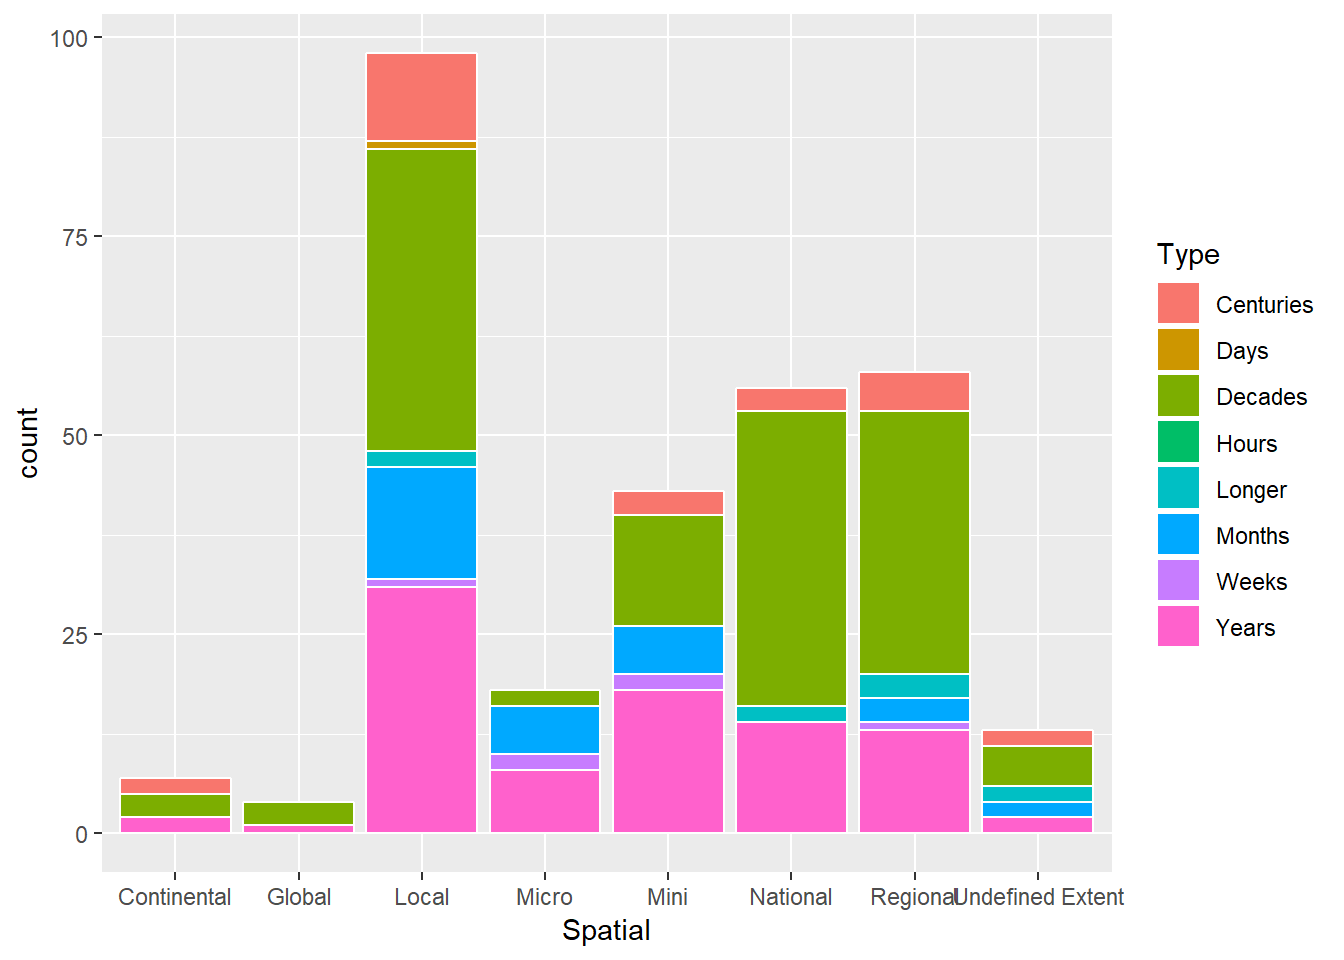 100
75
50
25
0
count
Continental
Global
Local
Micro
Mini
National
Regional
Undefined Extent
Spatial
Type
Centuries
Days
Decades
Hours
Longer
Months
Weeks
Years